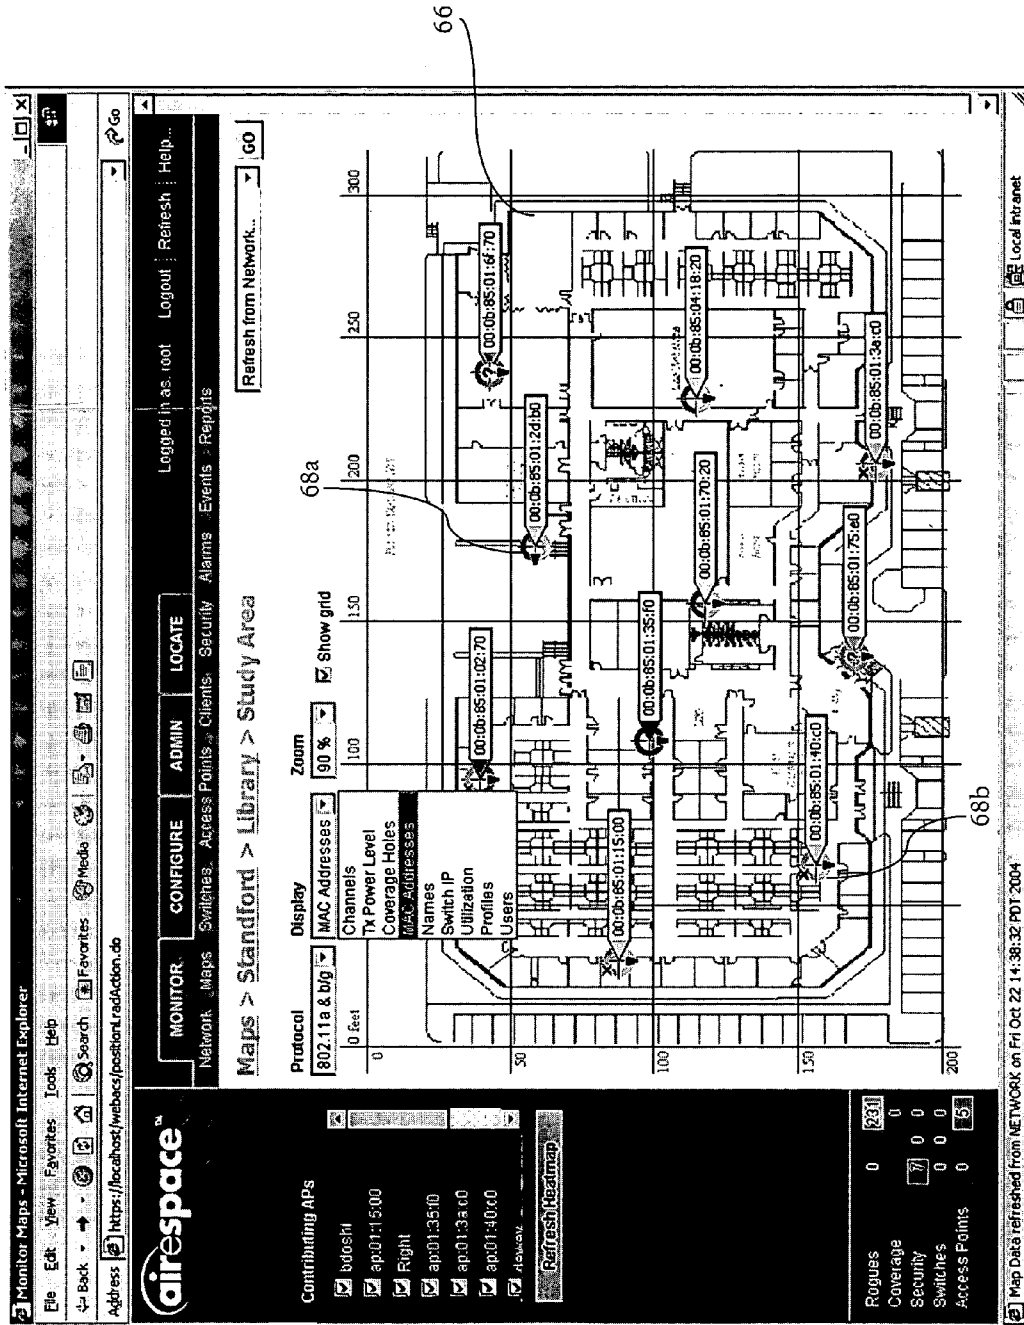 Monitor Maps - Microsoft Internet Explorer
File Edit View Favorites Tools Help
Back Search Favorites Media
Address https://localhost/webacs/positionLradAction.do Go
airespace™
MONITOR CONFIGURE ADMIN LOCATE
Logged in as: root Logout Refresh Help...
Network Maps Switches Access Points Clients Security Alarms Events Reports
Maps > Standford > Library > Study Area
Refresh from Network... GO
Protocol Display Zoom
802.11a & b/g MAC Addresses 90 % Show grid
Channels
Tx Power Level
Coverage Holes
MAC Addresses
Names
Switch IP
Utilization
Profiles
Users
Contributing APs
bdoshi
ap:01:15:00
Right
ap:01:35:f0
ap:01:3a:c0
ap:01:40:c0
Refresh Heatmap
0 feet 100 150 200 250 300
0
50
100
150
200
00:0b:85:01:02:70
00:0b:85:01:2d:b0
00:0b:85:01:6f:70
00:0b:85:01:15:00
00:0b:85:01:35:f0
00:0b:85:01:70:20
00:0b:85:04:18:20
00:0b:85:01:40:c0
00:0b:85:01:75:a0
00:0b:85:01:3a:c0
66
68a
68b
Rogues 0 231
Coverage 0
Security 7 0 0
Switches 0 0 0
Access Points 0 51
Map Data refreshed from NETWORK on Fri Oct 22 14:38:32 PDT 2004
Local intranet